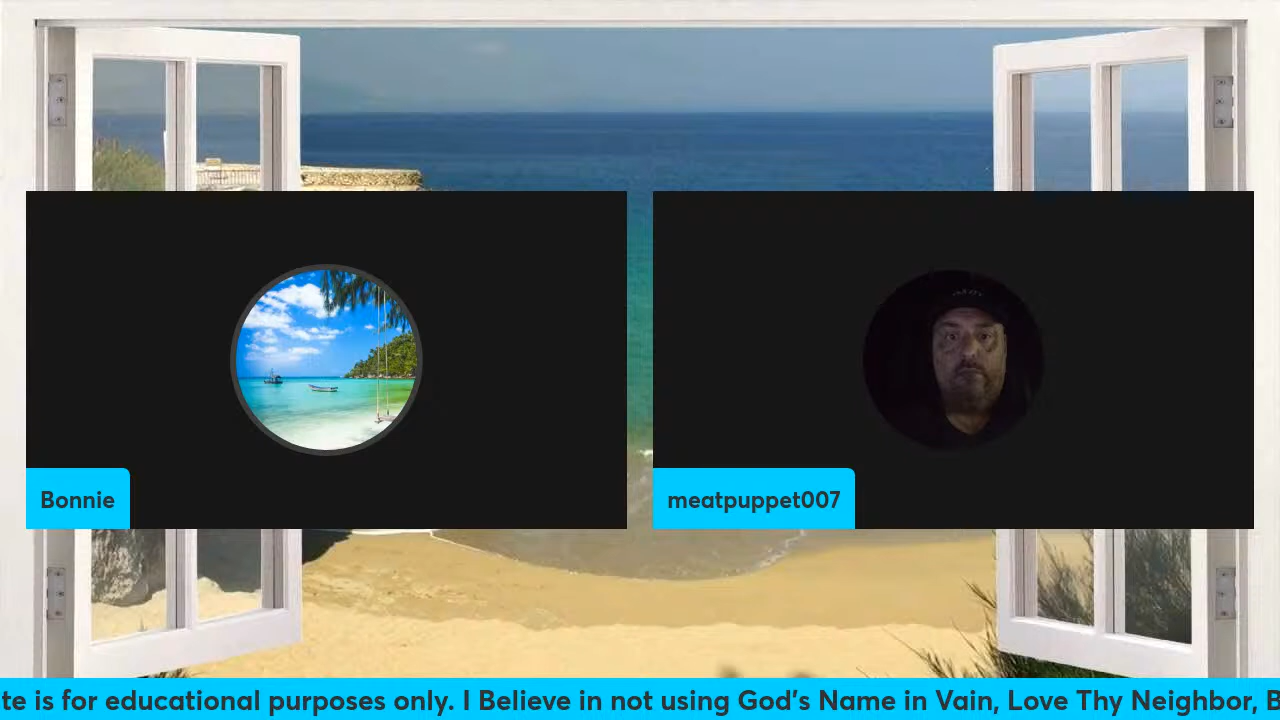 Bonnie
meatpuppet007
te is for educational purposes only. I Believe in not using God's Name in Vain, Love Thy Neighbor, B